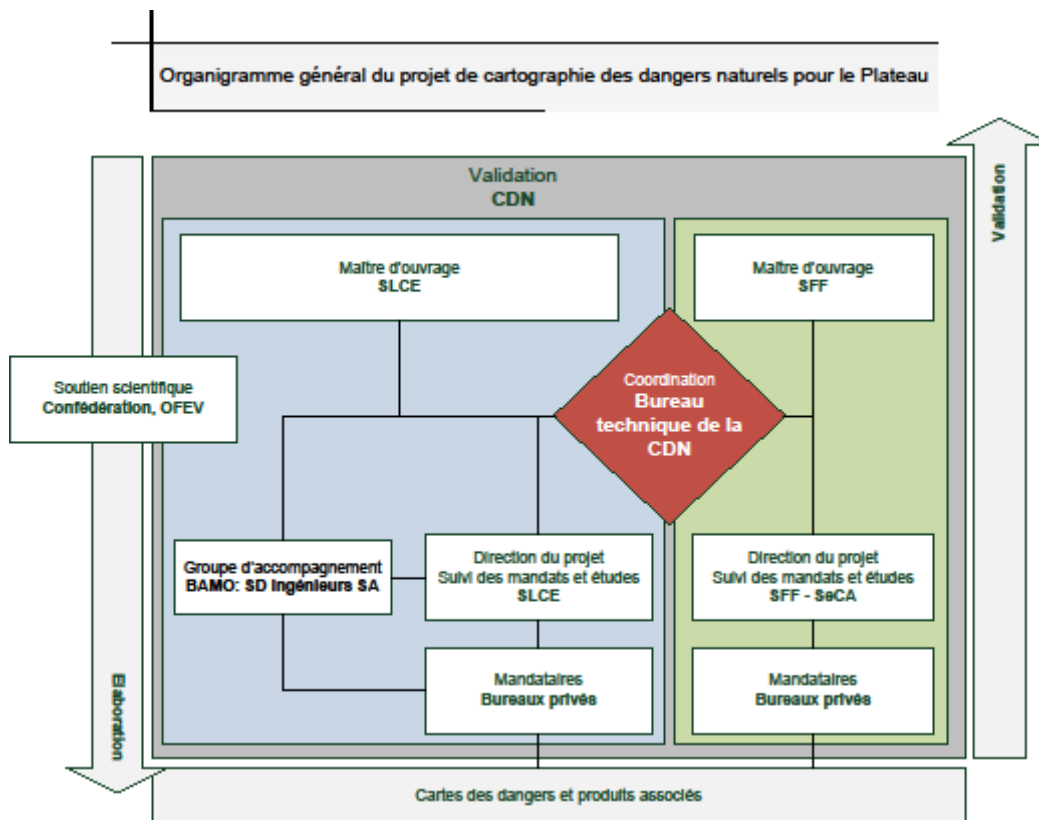 Organigramme général du projet de cartographie des dangers naturels pour le Plateau
Validation
CDN
Validation
Maître d'ouvrage
SLCE
Maître d'ouvrage
SFF
Soutien scientifique
Confédération, OFEV
Coordination
Bureau
technique de la
CDN
Groupe d'accompagnement
BAMO: SD Ingénieurs SA
Direction du projet
Suivi des mandats et études
SLCE
Direction du projet
Suivi des mandats et études
SFF - SeCA
Mandataires
Bureaux privés
Mandataires
Bureaux privés
Elaboration
Cartes des dangers et produits associés